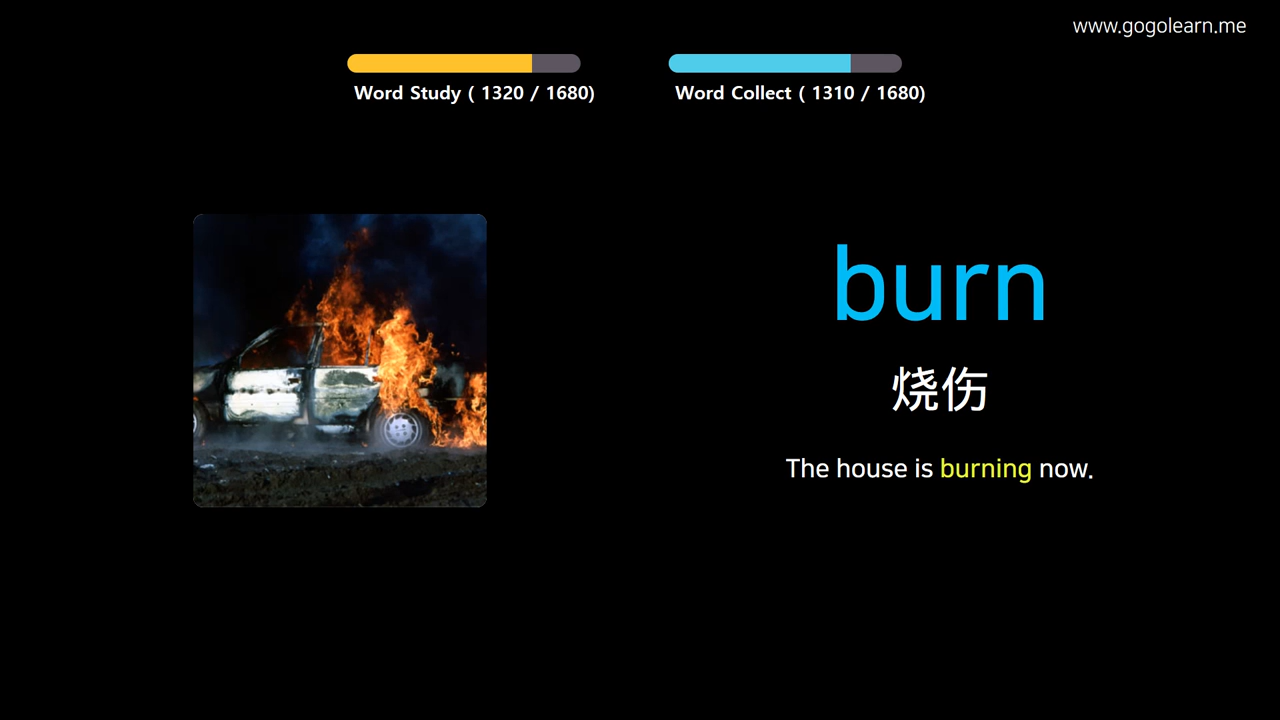 www.gogolearn.me
Word Study ( 1320 / 1680)
Word Collect ( 1310 / 1680)
burn
烧伤
The house is burning now.